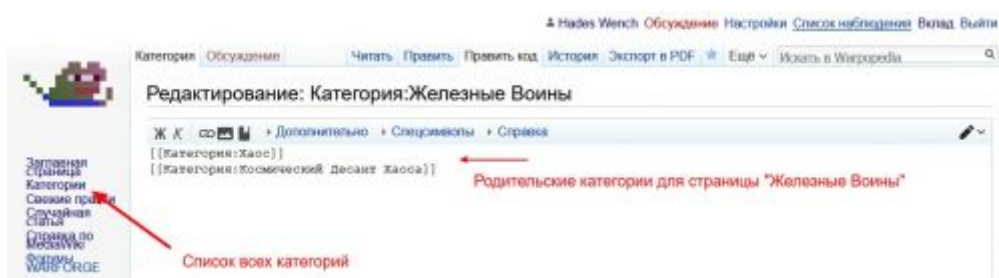 Hades Wench Обсуждение Настройки Список наблюдения Вклад Выйти
Категория Обсуждение Читать Править Править код История Экспорт в PDF Ещё Искать в Warpopedia
Редактирование: Категория:Железные Воины
Ж К Дополнительно Спецсимволы Справка
[[Категория:Хаос]]
[[Категория:Космический Десант Хаоса]]
Родительские категории для страницы "Железные Воины"
Заглавная
страница
Категории
Свежие правки
Случайная
статья
Справка по
MediaWiki
Форумы
WARFORGE
Список всех категорий